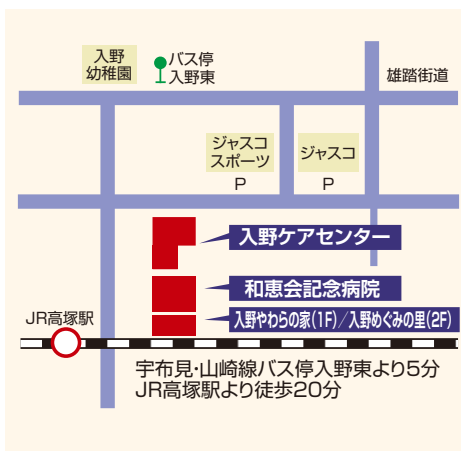 入野
幼稚園
バス停
入野東
雄踏街道
ジャスコ
スポーツ
P
ジャスコ
P
入野ケアセンター
和恵会記念病院
入野やわらの家(1F)／入野めぐみの里(2F)
JR高塚駅
宇布見・山崎線バス停入野東より5分
JR高塚駅より徒歩20分